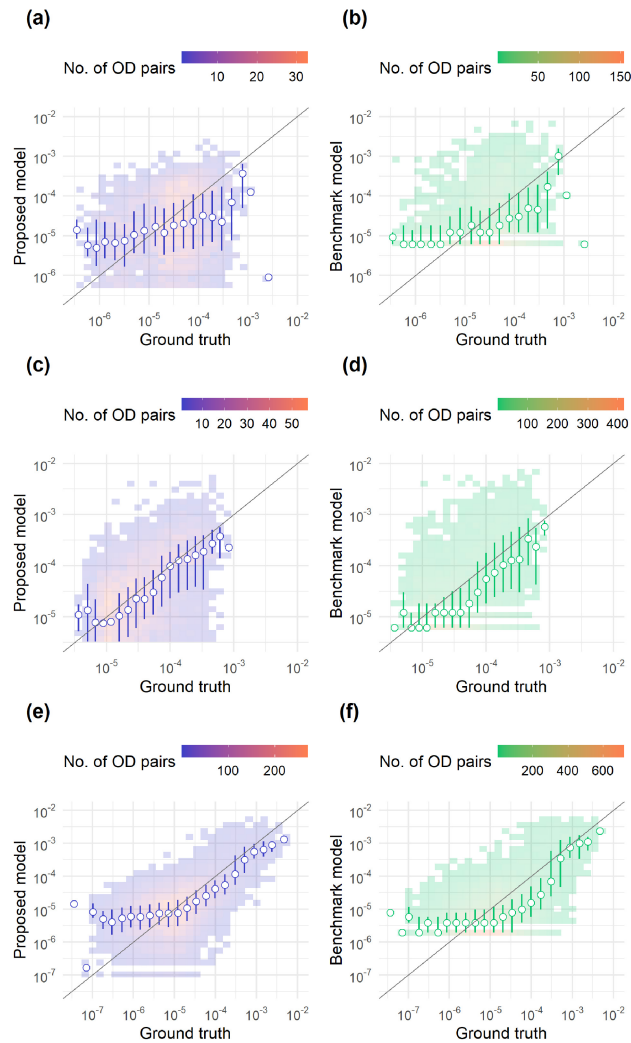 (a)
No. of OD pairs
10 20 30
Proposed model
10⁻²
10⁻³
10⁻⁴
10⁻⁵
10⁻⁶
10⁻⁶ 10⁻⁵ 10⁻⁴ 10⁻³ 10⁻²
Ground truth
(b)
No. of OD pairs
50 100 150
Benchmark model
10⁻²
10⁻³
10⁻⁴
10⁻⁵
10⁻⁶
10⁻⁶ 10⁻⁵ 10⁻⁴ 10⁻³ 10⁻²
Ground truth
(c)
No. of OD pairs
10 20 30 40 50
Proposed model
10⁻²
10⁻³
10⁻⁴
10⁻⁵
10⁻⁵ 10⁻⁴ 10⁻³ 10⁻²
Ground truth
(d)
No. of OD pairs
100 200 300 400
Benchmark model
10⁻²
10⁻³
10⁻⁴
10⁻⁵
10⁻⁵ 10⁻⁴ 10⁻³ 10⁻²
Ground truth
(e)
No. of OD pairs
100 200
Proposed model
10⁻²
10⁻³
10⁻⁴
10⁻⁵
10⁻⁶
10⁻⁷
10⁻⁷ 10⁻⁶ 10⁻⁵ 10⁻⁴ 10⁻³ 10⁻²
Ground truth
(f)
No. of OD pairs
200 400 600
Benchmark model
10⁻²
10⁻³
10⁻⁴
10⁻⁵
10⁻⁶
10⁻⁷
10⁻⁷ 10⁻⁶ 10⁻⁵ 10⁻⁴ 10⁻³ 10⁻²
Ground truth